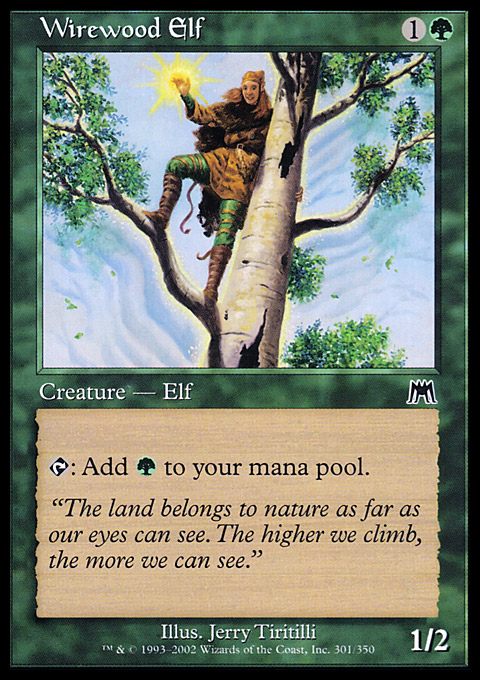 Wirewood Elf 1
Creature — Elf
: Add to your mana pool.
“The land belongs to nature as far as
our eyes can see. The higher we climb,
the more we can see.”
Illus. Jerry Tiritilli
™ & © 1993-2002 Wizards of the Coast, Inc. 301/350
1/2